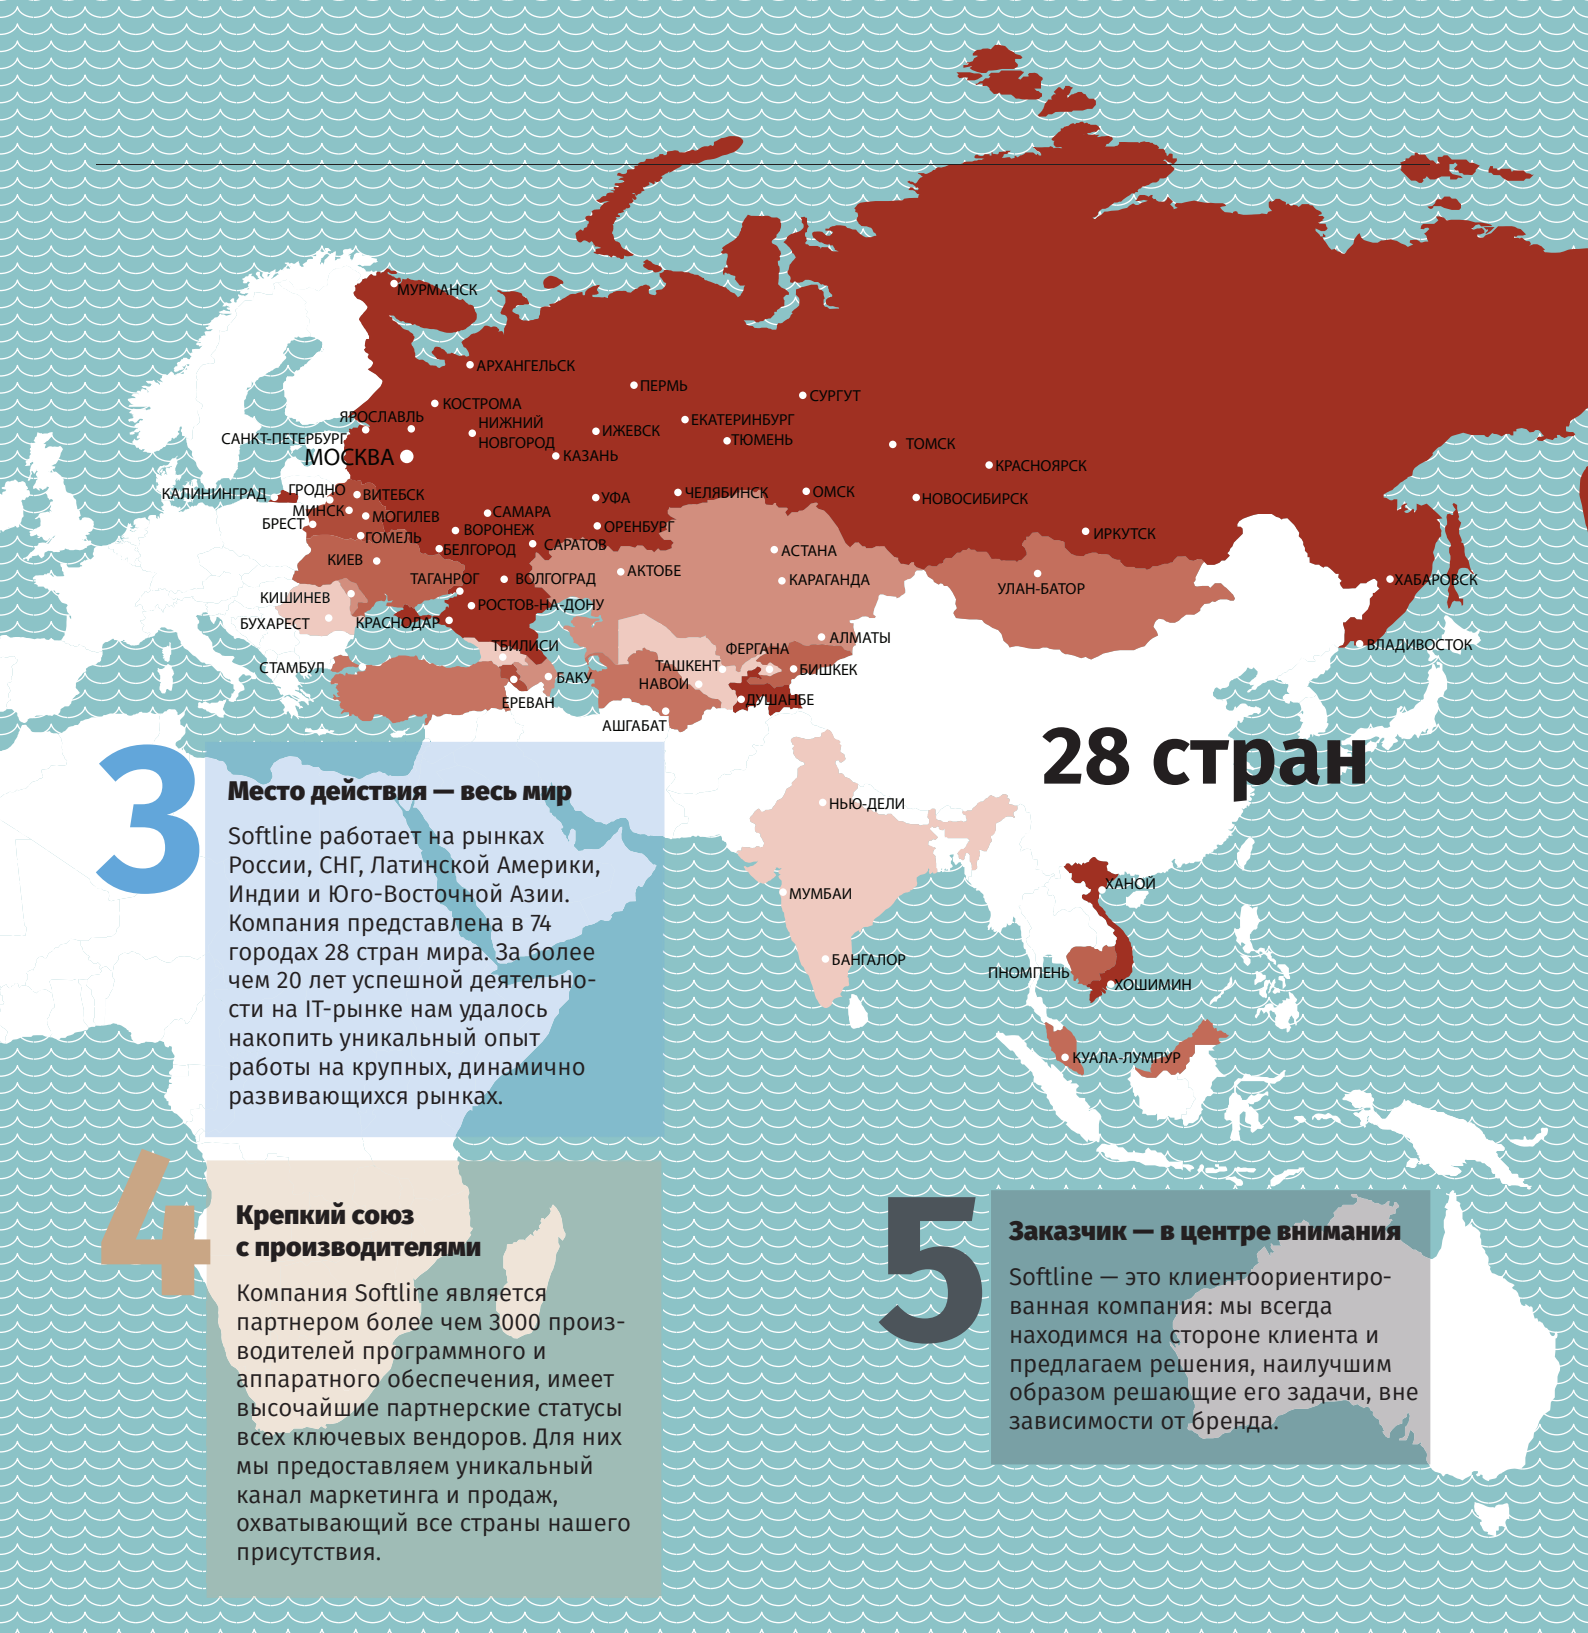 МУРМАНСК
АРХАНГЕЛЬСК
ПЕРМЬ
СУРГУТ
КОСТРОМА
ЯРОСЛАВЛЬ
НИЖНИЙ
НОВГОРОД
ЕКАТЕРИНБУРГ
ИЖЕВСК
ТЮМЕНЬ
САНКТ-ПЕТЕРБУРГ
МОСКВА
КАЗАНЬ
ТОМСК
КРАСНОЯРСК
КАЛИНИНГРАД
ГРОДНО
ВИТЕБСК
УФА
ЧЕЛЯБИНСК
ОМСК
НОВОСИБИРСК
МИНСК
МОГИЛЕВ
САМАРА
БРЕСТ
ВОРОНЕЖ
ОРЕНБУРГ
ИРКУТСК
ГОМЕЛЬ
БЕЛГОРОД
САРАТОВ
АСТАНА
КИЕВ
ТАГАНРОГ
ВОЛГОГРАД
АКТОБЕ
КАРАГАНДА
УЛАН-БАТОР
ХАБАРОВСК
КИШИНЕВ
РОСТОВ-НА-ДОНУ
БУХАРЕСТ
КРАСНОДАР
АЛМАТЫ
ВЛАДИВОСТОК
ТБИЛИСИ
ФЕРГАНА
СТАМБУЛ
ТАШКЕНТ
БИШКЕК
БАКУ
НАВОИ
ЕРЕВАН
ДУШАНБЕ
АШГАБАТ
28 стран
НЬЮ-ДЕЛИ
МУМБАИ
ХАНОЙ
БАНГАЛОР
ПНОМПЕНЬ
ХОШИМИН
КУАЛА-ЛУМПУР
3
Место действия — весь мир
Softline работает на рынках
России, СНГ, Латинской Америки,
Индии и Юго-Восточной Азии.
Компания представлена в 74
городах 28 стран мира. За более
чем 20 лет успешной деятельно-
сти на IT-рынке нам удалось
накопить уникальный опыт
работы на крупных, динамично
развивающихся рынках.
4
Крепкий союз
с производителями
Компания Softline является
партнером более чем 3000 произ-
водителей программного и
аппаратного обеспечения, имеет
высочайшие партнерские статусы
всех ключевых вендоров. Для них
мы предоставляем уникальный
канал маркетинга и продаж,
охватывающий все страны нашего
присутствия.
5
Заказчик — в центре внимания
Softline — это клиентоориентиро-
ванная компания: мы всегда
находимся на стороне клиента и
предлагаем решения, наилучшим
образом решающие его задачи, вне
зависимости от бренда.